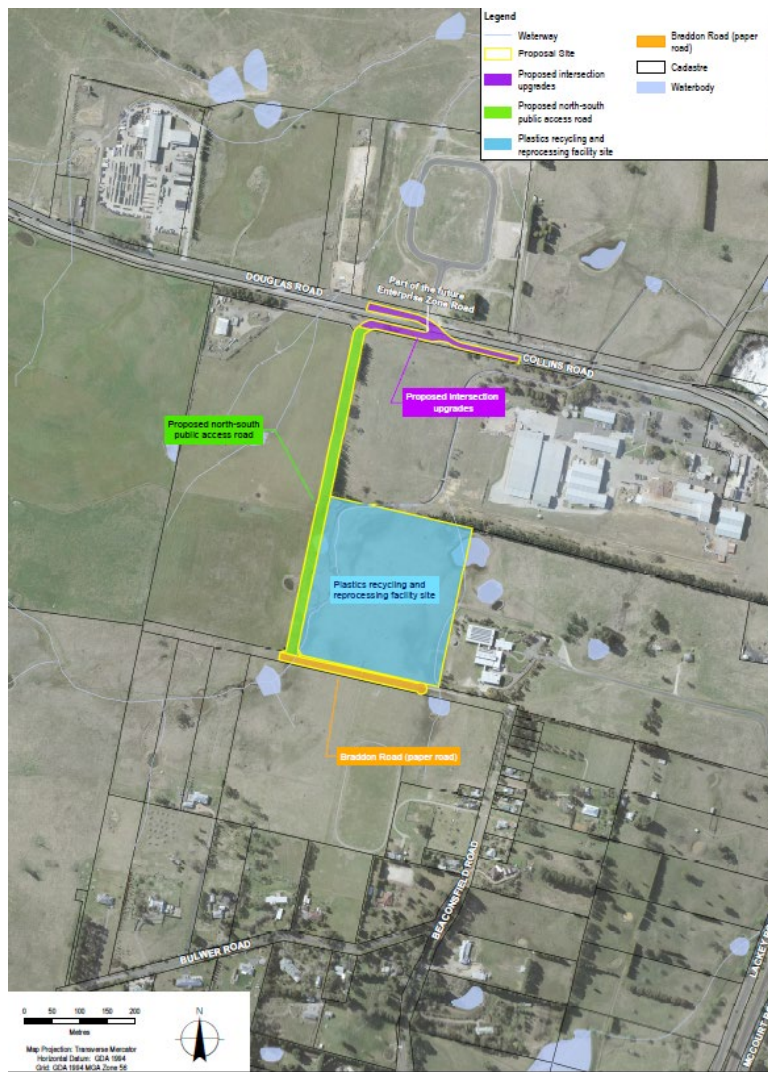 Legend
Waterway
Proposal Site
Proposed intersection
upgrades
Proposed north-south
public access road
Plastics recycling and
reprocessing facility site
Braddon Road (paper
road)
Cadastre
Waterbody
DOUGLAS ROAD
Part of the future
Enterprise Zone Road
COLLINS ROAD
Proposed intersection
upgrades
Proposed north-south
public access road
Plastics recycling and
reprocessing facility site
Braddon Road (paper road)
BEACONSFIELD ROAD
BULWER ROAD
LACKEY
MCCOURT
0 50 100 150 200
Metres
N
Map Projection: Transverse Mercator
Horizontal Datum: GDA 1994
Grid: GDA 1994 MGA Zone 56